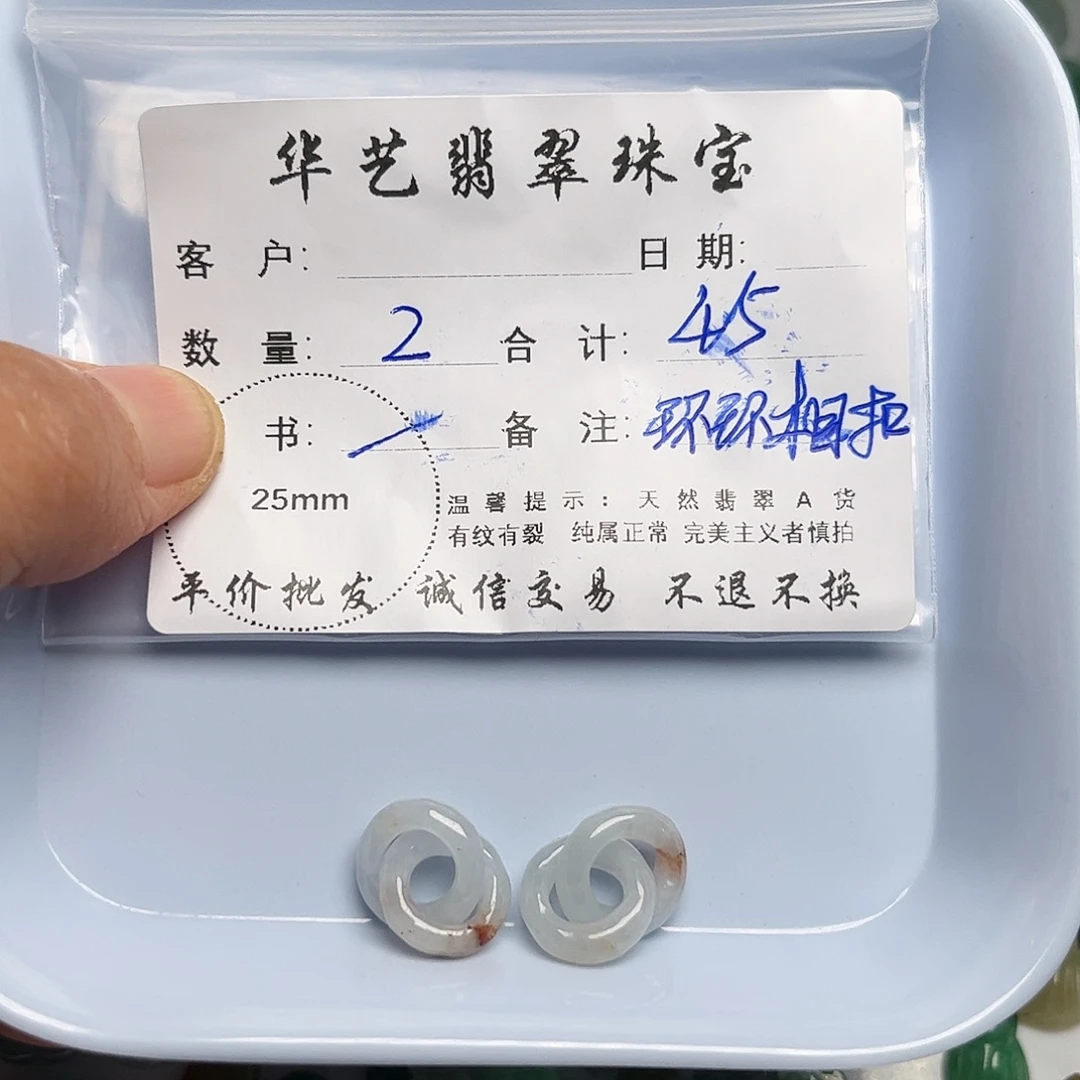 华艺翡翠珠宝
客 户: 日 期:
数 量: 2 合 计: 45
书: 备 注: 环环相扣
25mm
温馨提示: 天然翡翠A货
有纹有裂 纯属正常 完美主义者慎拍
平价批发 诚信交易 不退不换